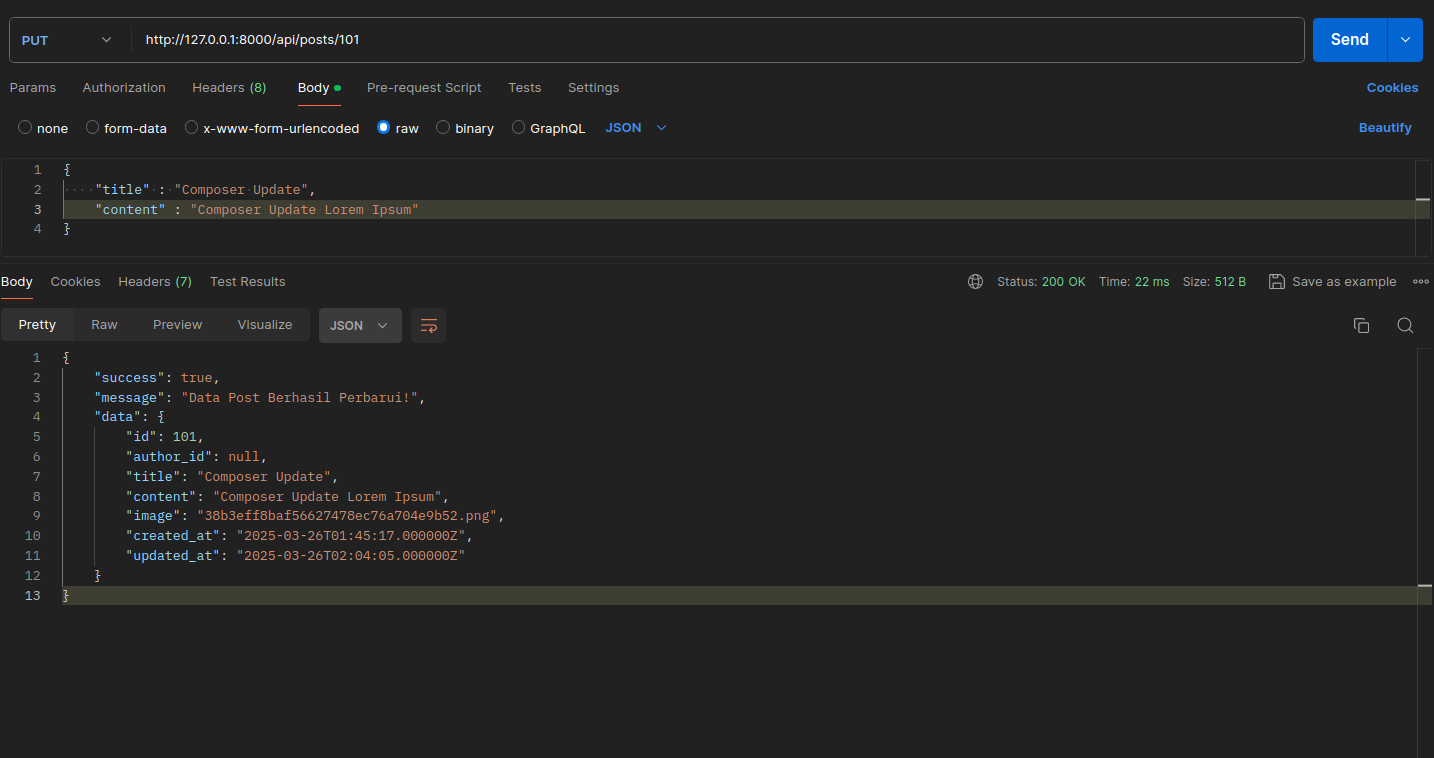 PUT http://127.0.0.1:8000/api/posts/101 Send
Params Authorization Headers (8) Body Pre-request Script Tests Settings Cookies
none form-data x-www-form-urlencoded raw binary GraphQL JSON Beautify
1 {
2 "title" : "Composer Update",
3 "content" : "Composer Update Lorem Ipsum"
4 }
Body Cookies Headers (7) Test Results Status: 200 OK Time: 22 ms Size: 512 B Save as example
Pretty Raw Preview Visualize JSON
1 {
2 "success": true,
3 "message": "Data Post Berhasil Perbarui!",
4 "data": {
5 "id": 101,
6 "author_id": null,
7 "title": "Composer Update",
8 "content": "Composer Update Lorem Ipsum",
9 "image": "38b3eff8baf56627478ec76a704e9b52.png",
10 "created_at": "2025-03-26T01:45:17.000000Z",
11 "updated_at": "2025-03-26T02:04:05.000000Z"
12 }
13 }